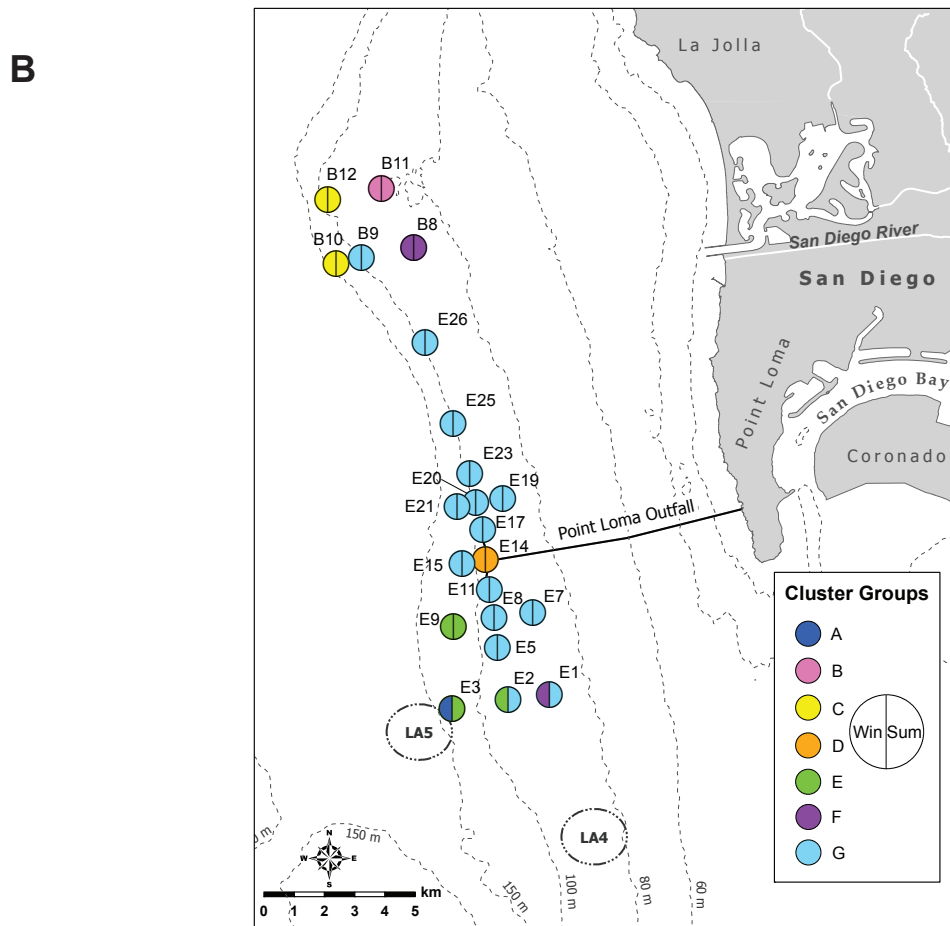 B
La Jolla
B11
B12
B8
B9
B10
San Diego River
San Diego
E26
Point Loma
San Diego Bay
E25
Coronado
E23
E20
E19
E21
E17
Point Loma Outfall
E14
E15
E11
E8
E7
E9
E5
E1
E2
E3
LA5
LA4
Cluster Groups
A
B
C
D
E
F
G
Win
Sum
150 m
N
W
E
S
km
0 1 2 3 4 5
150 m
100 m
80 m
60 m